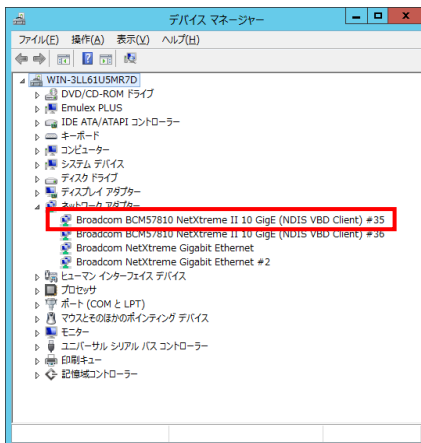 デバイス マネージャー
ファイル(F) 操作(A) 表示(V) ヘルプ(H)
WIN-3LL61U5MR7D
DVD/CD-ROM ドライブ
Emulex PLUS
IDE ATA/ATAPI コントローラー
キーボード
コンピューター
システム デバイス
ディスク ドライブ
ディスプレイ アダプター
ネットワーク アダプター
Broadcom BCM57810 NetXtreme II 10 GigE (NDIS VBD Client) #35
Broadcom BCM57810 NetXtreme II 10 GigE (NDIS VBD Client) #36
Broadcom NetXtreme Gigabit Ethernet
Broadcom NetXtreme Gigabit Ethernet #2
ヒューマン インターフェイス デバイス
プロセッサ
ポート (COM と LPT)
マウスとそのほかのポインティング デバイス
モニター
ユニバーサル シリアル バス コントローラー
印刷キュー
記憶域コントローラー